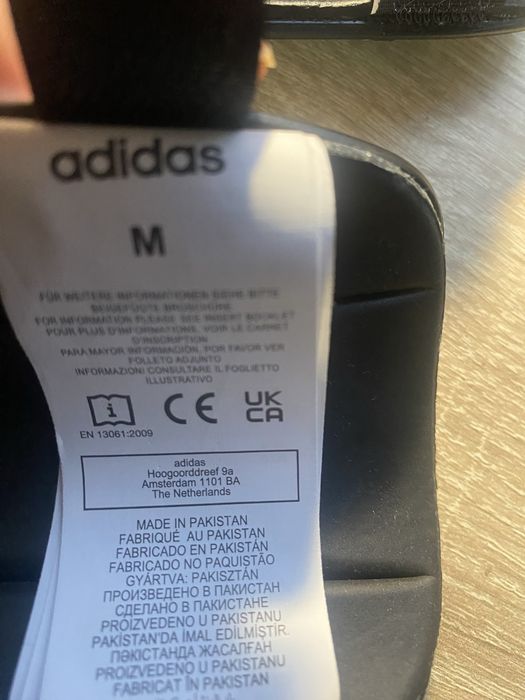 adidas
M
FÜR WEITERE INFORMATIONEN SIEHE BITTE
BEIGEFÜGTE BROSCHÜRE
FOR INFORMATION PLEASE SEE INSERT BOOKLET
POUR PLUS D'INFORMATIONS, VOIR LE CARNET
D'INSCRIPTION
PARA MAYOR INFORMACIÓN, POR FAVOR VER
FOLLETO ADJUNTO
INFORMAZIONI CONSULTARE IL FOGLIETTO
ILLUSTRATIVO
i CE UK
CA
EN 13061:2009
adidas
Hoogoorddreef 9a
Amsterdam 1101 BA
The Netherlands
MADE IN PAKISTAN
FABRIQUÉ AU PAKISTAN
FABRICADO EN PAKISTÁN
FABRICADO NO PAQUISTÃO
GYÁRTVA: PAKISZTÁN
ПРОИЗВЕДЕНО В ПАКИСТАН
СДЕЛАНО В ПАКИСТАНЕ
PROIZVEDENO U PAKISTANU
PAKİSTAN'DA İMAL EDİLMİŞTİR.
ПӘКІСТАНДА ЖАСАЛҒАН
PROIZVEDENO U PAKISTANU
FABRICAT ÎN PAKISTAN